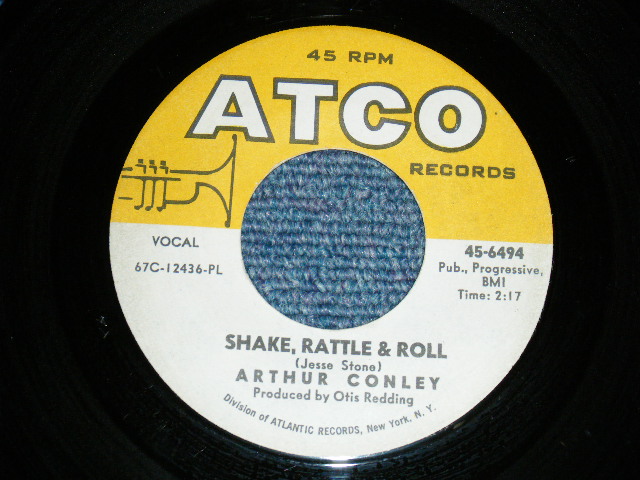 45 RPM
ATCO
RECORDS
VOCAL
67C-12436-PL
45-6494
Pub., Progressive,
BMI
Time: 2:17
SHAKE, RATTLE & ROLL
(Jesse Stone)
ARTHUR CONLEY
Produced by Otis Redding
Division of ATLANTIC RECORDS, New York, N. Y.